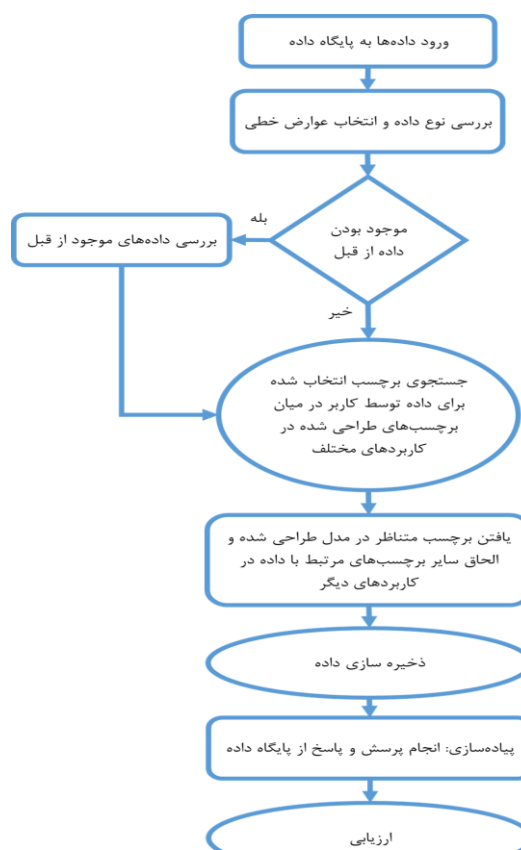 ورود داده‌ها به پایگاه داده
بررسی نوع داده و انتخاب عوارض خطی
موجود بودن
داده از قبل
بله
بررسی داده‌های موجود از قبل
خیر
جستجوی برچسب انتخاب شده
برای داده توسط کاربر در میان
برچسب‌های طراحی شده در
کاربردهای مختلف
یافتن برچسب متناظر در مدل طراحی شده و
الحاق سایر برچسب‌های مرتبط با داده در
کاربردهای دیگر
ذخیره سازی داده
پیاده‌سازی: انجام پرسش و پاسخ از پایگاه داده
ارزیابی